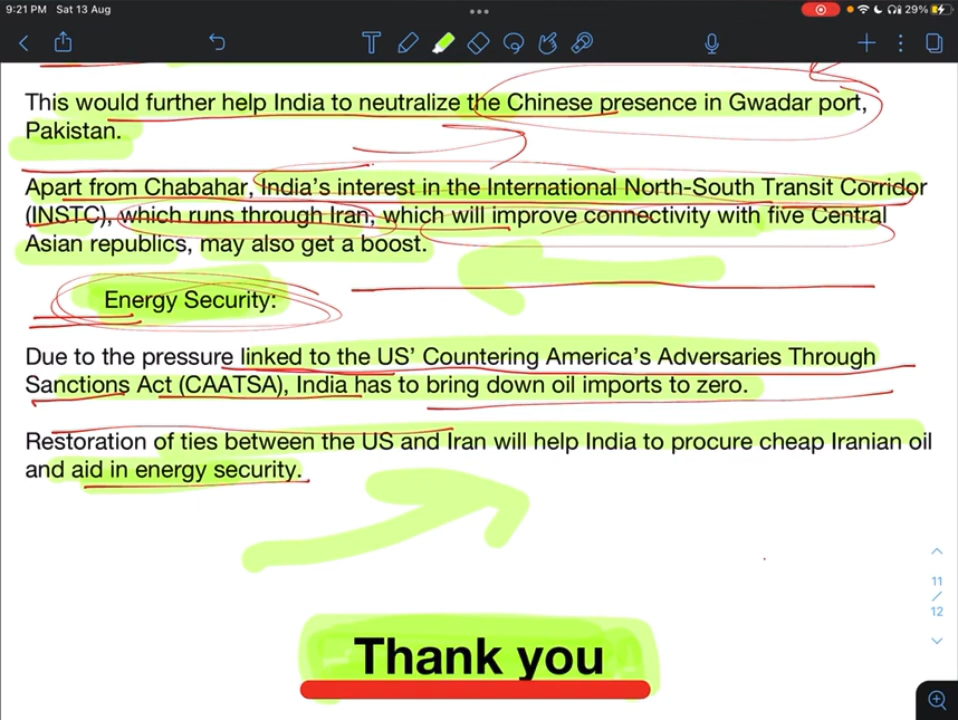 9:21 PM Sat 13 Aug
29%
This would further help India to neutralize the Chinese presence in Gwadar port,
Pakistan.
Apart from Chabahar, India's interest in the International North-South Transit Corridor
(INSTC), which runs through Iran, which will improve connectivity with five Central
Asian republics, may also get a boost.
Energy Security:
Due to the pressure linked to the US' Countering America's Adversaries Through
Sanctions Act (CAATSA), India has to bring down oil imports to zero.
Restoration of ties between the US and Iran will help India to procure cheap Iranian oil
and aid in energy security.
11
/
12
Thank you